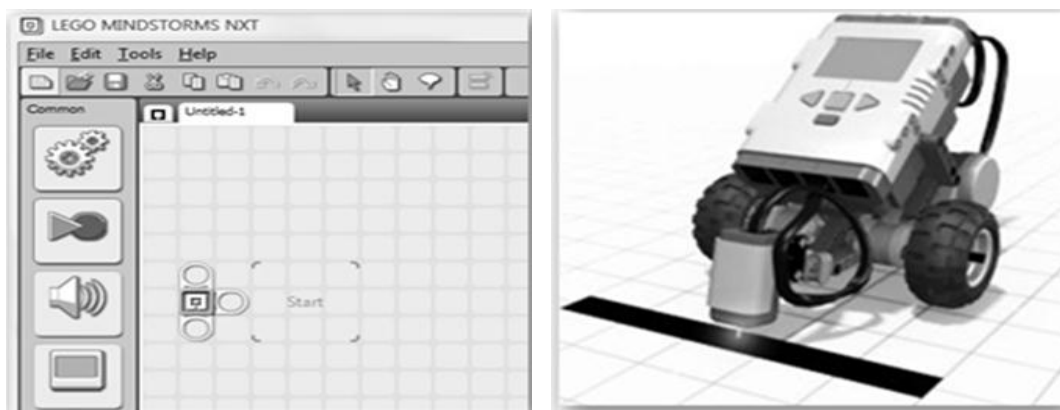 LEGO MINDSTORMS NXT
File Edit Tools Help
Common
Untitled-1
Start